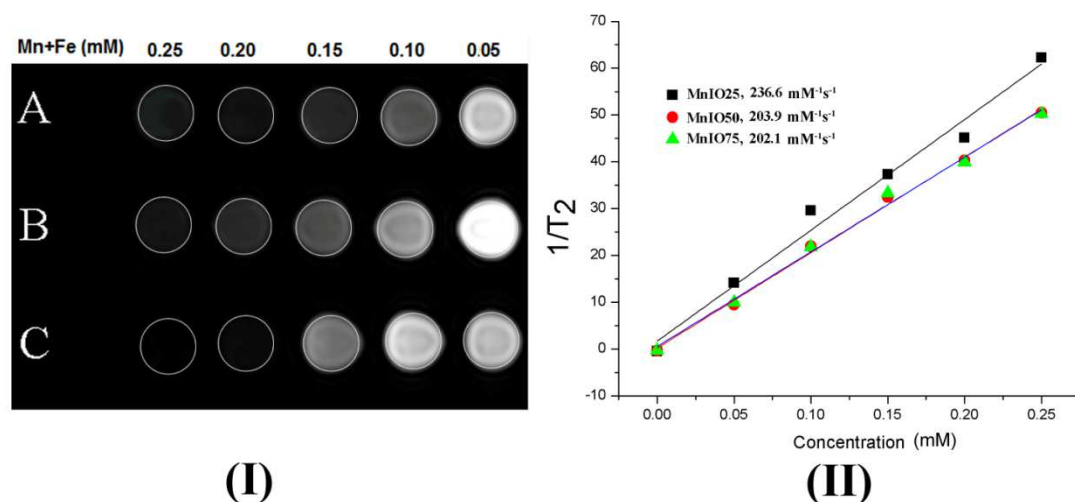 Mn+Fe (mM) 0.25 0.20 0.15 0.10 0.05
A
B
C
(I)
70
60
50
40
30
20
10
0
-10
1/T2
MnIO25, 236.6 mM⁻¹s⁻¹
MnIO50, 203.9 mM⁻¹s⁻¹
MnIO75, 202.1 mM⁻¹s⁻¹
0.00 0.05 0.10 0.15 0.20 0.25
Concentration (mM)
(II)